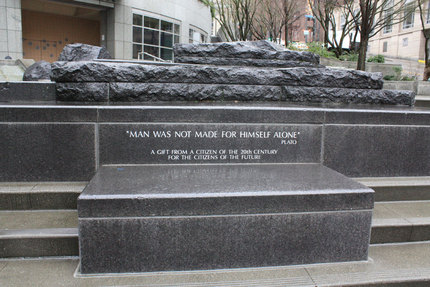 "MAN WAS NOT MADE FOR HIMSELF ALONE"
PLATO
A GIFT FROM A CITIZEN OF THE 20th CENTURY
FOR THE CITIZENS OF THE FUTURE